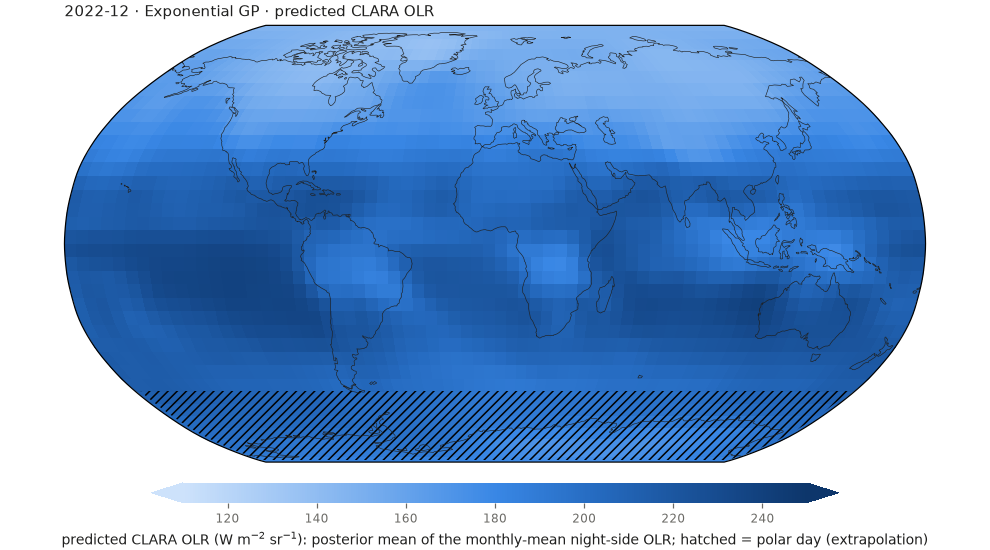 2022-12 · Exponential GP · predicted CLARA OLR
120 140 160 180 200 220 240
predicted CLARA OLR (W m⁻² sr⁻¹): posterior mean of the monthly-mean night-side OLR; hatched = polar day (extrapolation)